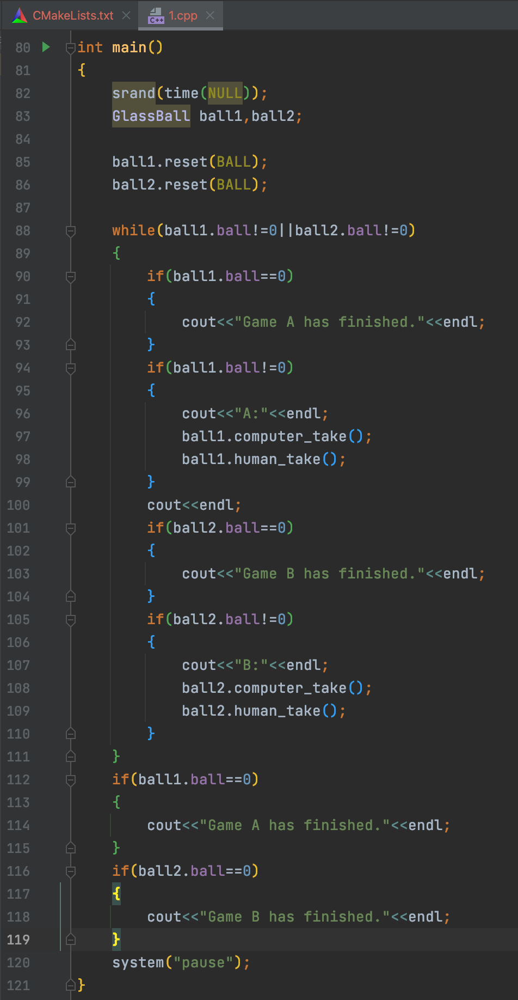 CMakeLists.txt 1.cpp
80 int main()
81 {
82 srand(time(NULL));
83 GlassBall ball1,ball2;
84
85 ball1.reset(BALL);
86 ball2.reset(BALL);
87
88 while(ball1.ball!=0||ball2.ball!=0)
89 {
90 if(ball1.ball==0)
91 {
92 cout<<"Game A has finished."<<endl;
93 }
94 if(ball1.ball!=0)
95 {
96 cout<<"A:"<<endl;
97 ball1.computer_take();
98 ball1.human_take();
99 }
100 cout<<endl;
101 if(ball2.ball==0)
102 {
103 cout<<"Game B has finished."<<endl;
104 }
105 if(ball2.ball!=0)
106 {
107 cout<<"B:"<<endl;
108 ball2.computer_take();
109 ball2.human_take();
110 }
111 }
112 if(ball1.ball==0)
113 {
114 cout<<"Game A has finished."<<endl;
115 }
116 if(ball2.ball==0)
117 {
118 cout<<"Game B has finished."<<endl;
119 }
120 system("pause");
121 }